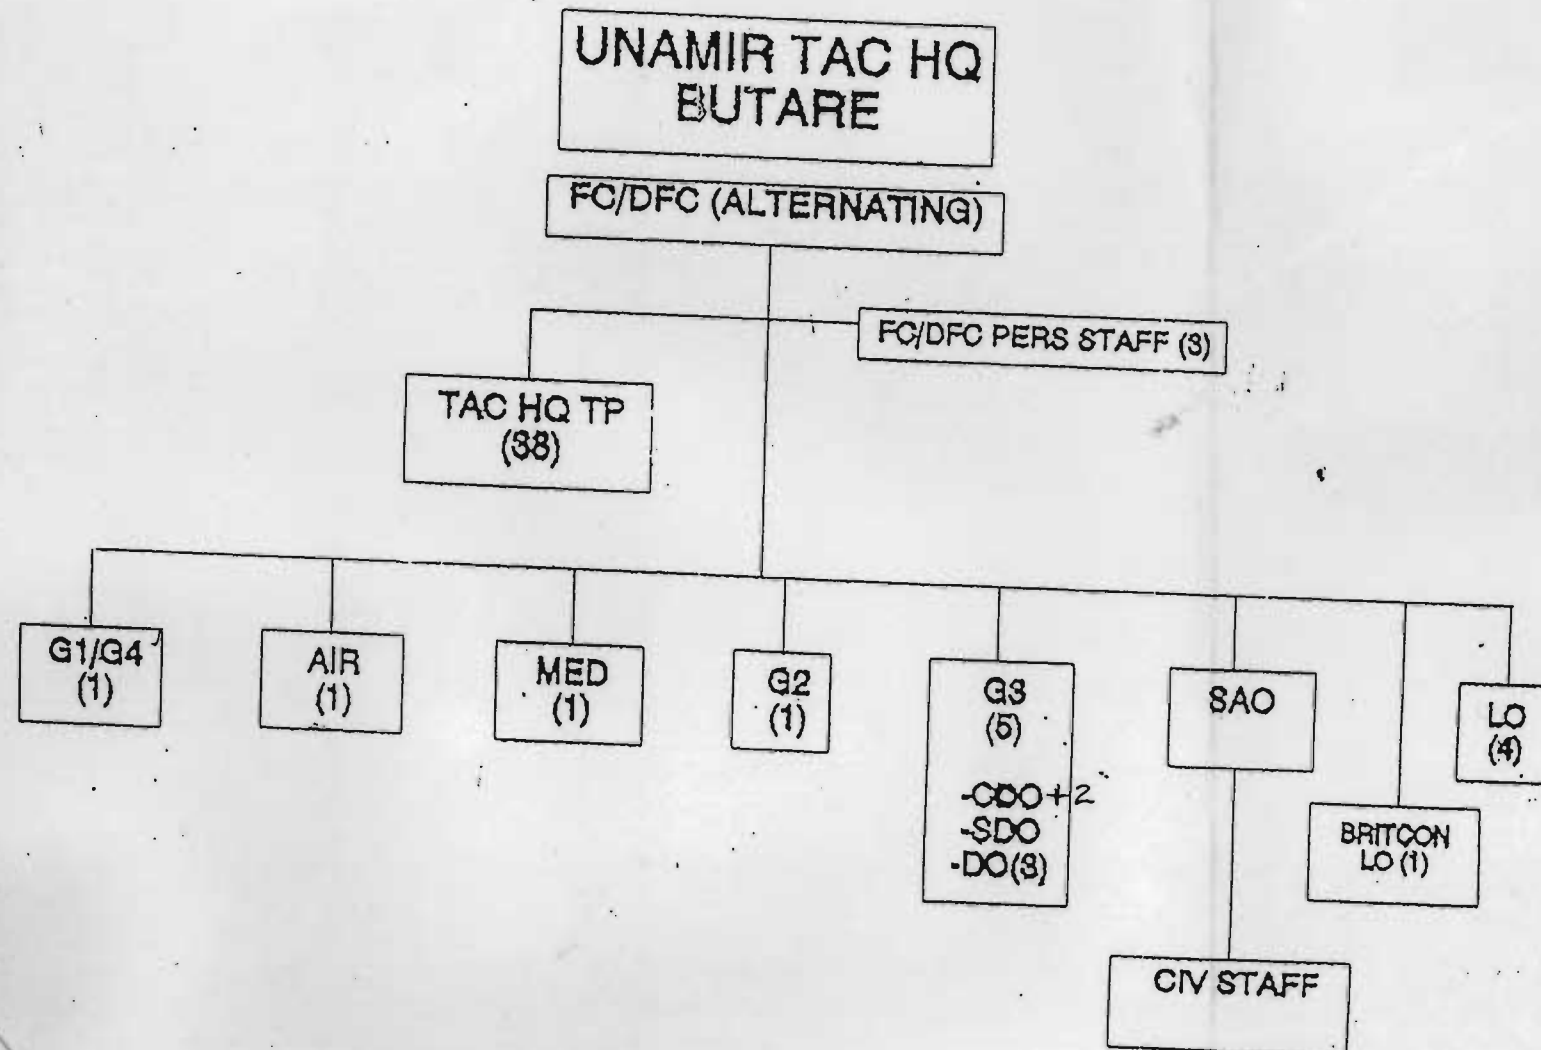 UNAMIR TAC HQ
BUTARE
FC/DFC (ALTERNATING)
FC/DFC PERS STAFF (3)
TAC HQ TP
(38)
G1/G4
(1)
AIR
(1)
MED
(1)
G2
(1)
G3
(5)
-COO+2
-SDO
-DO(3)
SAO
LO
(4)
BRITCON
LO (1)
CIV STAFF